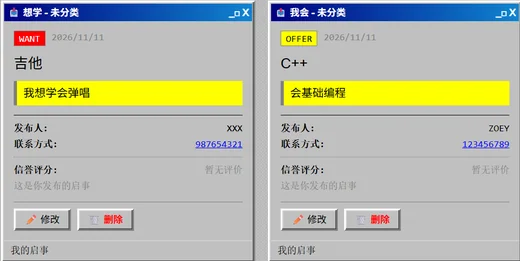 想学 - 未分类
WANT 2026/11/11
吉他
我想学会弹唱
发布人: XXX
联系方式: 987654321
信誉评分: 暂无评价
这是你发布的启事
修改 删除
我的启事
我会 - 未分类
OFFER 2026/11/11
C++
会基础编程
发布人: ZOEY
联系方式: 123456789
信誉评分: 暂无评价
这是你发布的启事
修改 删除
我的启事